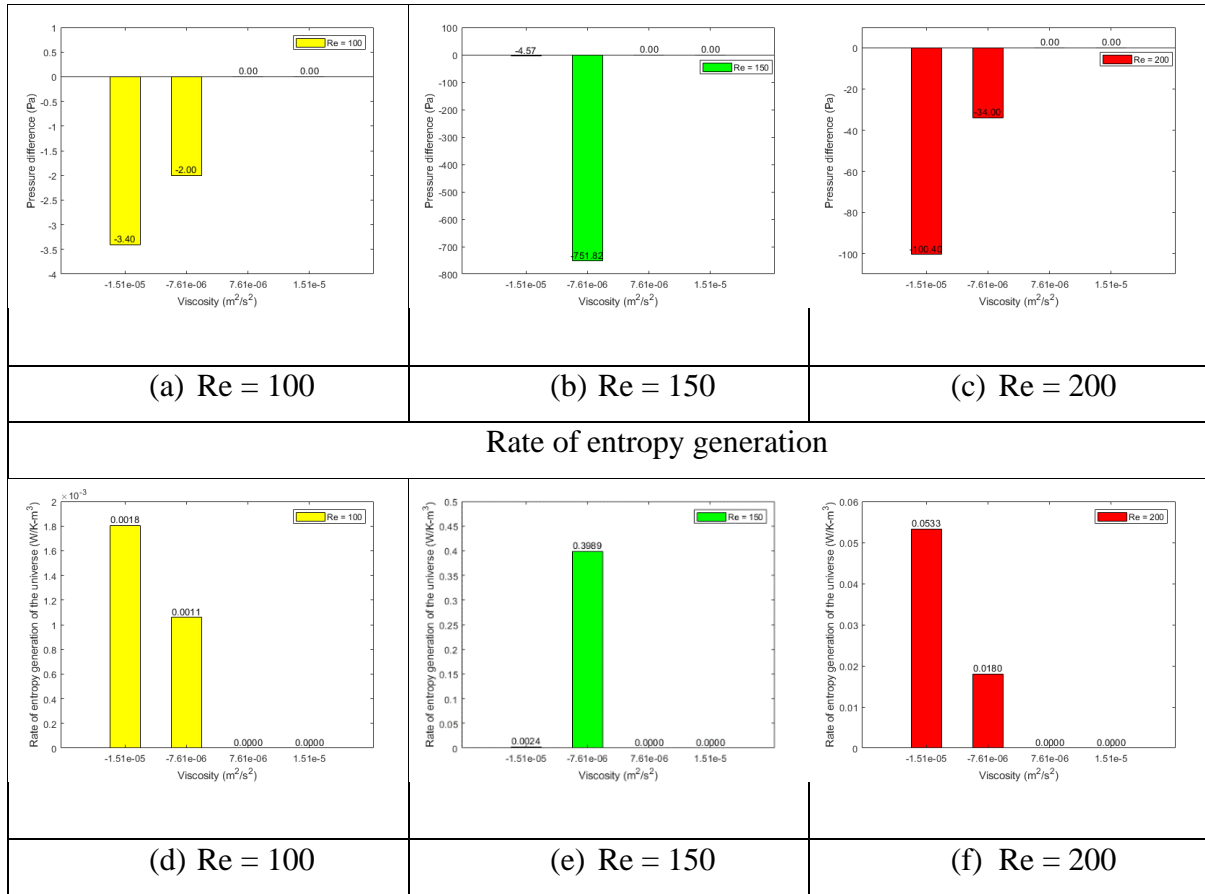 1
0.5
0
-0.5
-1
-1.5
-2
-2.5
-3
-3.5
-4
Pressure difference (Pa)
Re = 100
-3.40
-2.00
0.00
0.00
-1.51e-05
-7.61e-06
7.61e-06
1.51e-5
Viscosity (m²/s²)
100
0
-100
-200
-300
-400
-500
-600
-700
-800
Pressure difference (Pa)
-4.57
-751.82
0.00
0.00
Re = 150
-1.51e-05
-7.61e-06
7.61e-06
1.51e-5
Viscosity (m²/s²)
0
-20
-40
-60
-80
-100
Pressure difference (Pa)
-100.40
-34.00
0.00
0.00
Re = 200
-1.51e-05
-7.61e-06
7.61e-06
1.51e-5
Viscosity (m²/s²)
(a) Re = 100
(b) Re = 150
(c) Re = 200
Rate of entropy generation
×10⁻³
2
1.8
1.6
1.4
1.2
1
0.8
0.6
0.4
0.2
0
Rate of entropy generation of the universe (W/K-m³)
Re = 100
0.0018
0.0011
0.0000
0.0000
-1.51e-05
-7.61e-06
7.61e-06
1.51e-5
Viscosity (m²/s²)
0.5
0.45
0.4
0.35
0.3
0.25
0.2
0.15
0.1
0.05
0
Rate of entropy generation of the universe (W/K-m³)
Re = 150
0.0024
0.3989
0.0000
0.0000
-1.51e-05
-7.61e-06
7.61e-06
1.51e-5
Viscosity (m²/s²)
0.06
0.05
0.04
0.03
0.02
0.01
0
Rate of entropy generation of the universe (W/K-m³)
Re = 200
0.0533
0.0180
0.0000
0.0000
-1.51e-05
-7.61e-06
7.61e-06
1.51e-5
Viscosity (m²/s²)
(d) Re = 100
(e) Re = 150
(f) Re = 200